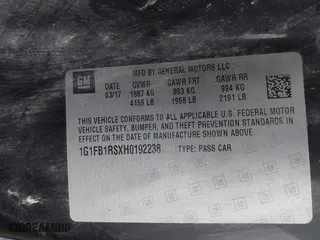 GM
MFD BY GENERAL MOTORS LLC
DATE GVWR GAWR FRT GAWR RR
03/17 1887 KG 893 KG 994 KG
4159 LB 1968 LB 2191 LB
THIS VEHICLE CONFORMS TO ALL APPLICABLE U.S. FEDERAL MOTOR
VEHICLE SAFETY, BUMPER, AND THEFT PREVENTION STANDARDS IN
EFFECT ON THE DATE OF MANUFACTURE SHOWN ABOVE.
1G1FB1RSXH0192238 TYPE: PASS CAR